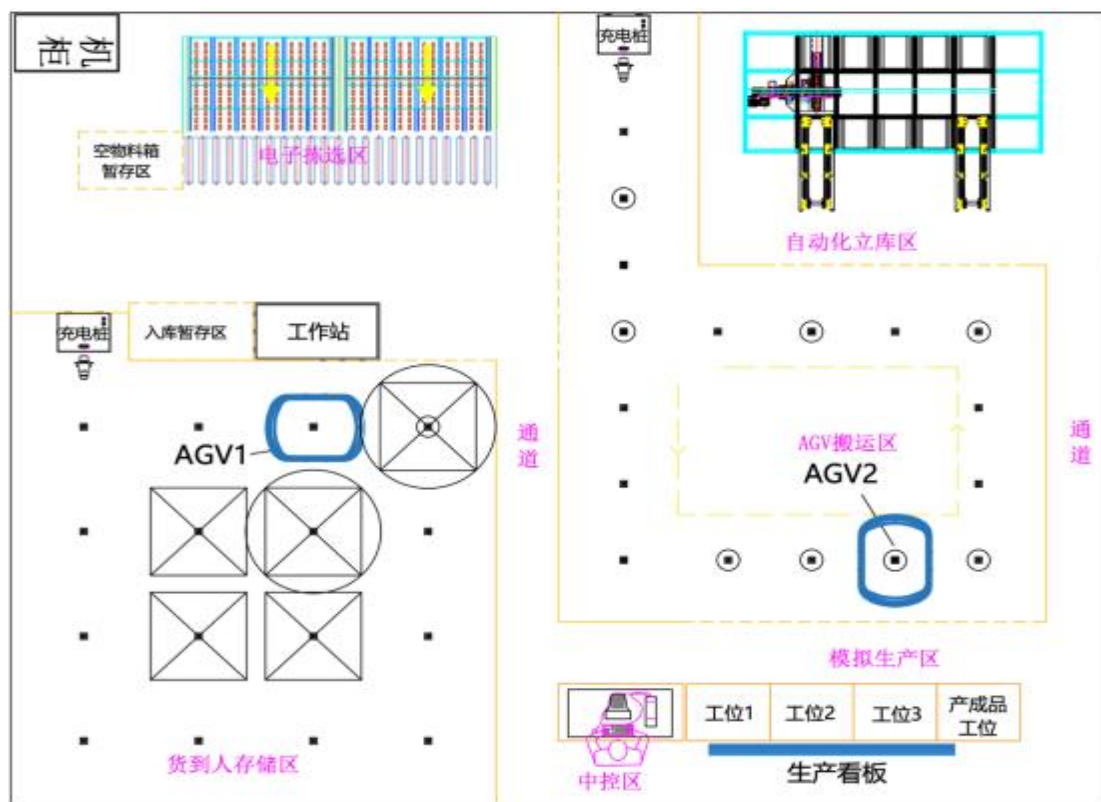 机柜
充电桩
空物料箱
暂存区
电子拣选区
自动化立库区
充电桩
入库暂存区
工作站
AGV1
通道
AGV搬运区
AGV2
通道
模拟生产区
工位1
工位2
工位3
产成品
工位
货到人存储区
中控区
生产看板